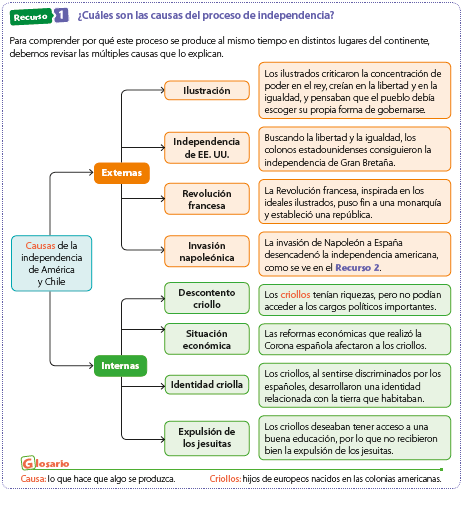 Recurso 1 ¿Cuáles son las causas del proceso de independencia?
Para comprender por qué este proceso se produce al mismo tiempo en distintos lugares del continente,
debemos revisar las múltiples causas que lo explican.
Causas de la
independencia
de América
y Chile
Externas
Ilustración
Los ilustrados criticaron la concentración de
poder en el rey, creían en la libertad y en la
igualdad, y pensaban que el pueblo debía
escoger su propia forma de gobernarse.
Independencia
de EE. UU.
Buscando la libertad y la igualdad, los
colonos estadounidenses consiguieron la
independencia de Gran Bretaña.
Revolución
francesa
La Revolución francesa, inspirada en los
ideales ilustrados, puso fin a una monarquía
y estableció una república.
Invasión
napoleónica
La invasión de Napoleón a España
desencadenó la independencia americana,
como se ve en el Recurso 2.
Internas
Descontento
criollo
Los criollos tenían riquezas, pero no podían
acceder a los cargos políticos importantes.
Situación
económica
Las reformas económicas que realizó la
Corona española afectaron a los criollos.
Identidad criolla
Los criollos, al sentirse discriminados por los
españoles, desarrollaron una identidad
relacionada con la tierra que habitaban.
Expulsión de
los jesuitas
Los criollos deseaban tener acceso a una
buena educación, por lo que no recibieron
bien la expulsión de los jesuitas.
Glosario
Causa: lo que hace que algo se produzca.
Criollos: hijos de europeos nacidos en las colonias americanas.